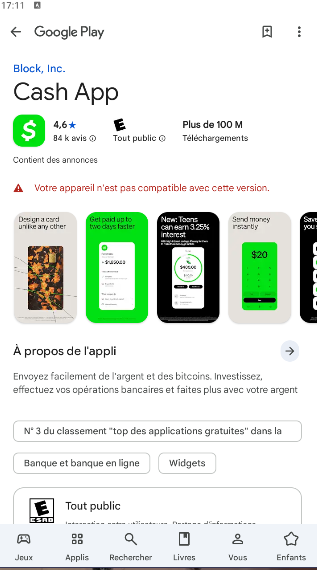 17:11 A
Google Play
Block, Inc.
Cash App
4,6★
84 k avis
E
Tout public
Plus de 100 M
Téléchargements
Contient des annonces
Votre appareil n'est pas compatible avec cette version.
Design a card
unlike any other
Get paid up to
two days faster
New: Teens
can earn 3.25%
interest
Send money
instantly
$20
Save
you s
À propos de l'appli
Envoyez facilement de l'argent et des bitcoins. Investissez,
effectuez vos opérations bancaires et faites plus avec votre argent
N° 3 du classement "top des applications gratuites" dans la
Banque et banque en ligne
Widgets
E
ESRB
Tout public
Jeux
Applis
Rechercher
Livres
Vous
Enfants